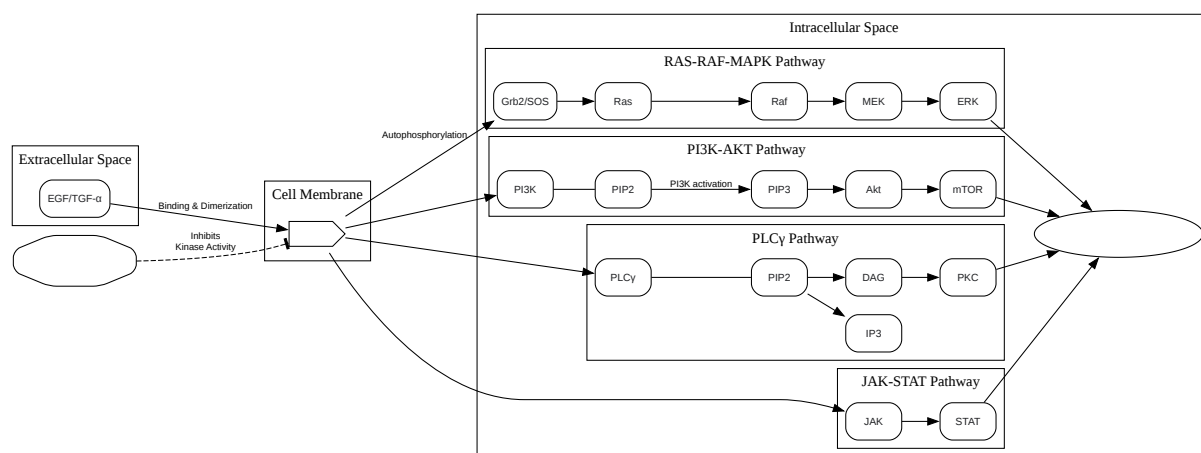 Intracellular Space
RAS-RAF-MAPK Pathway
Grb2/SOS
Ras
Raf
MEK
ERK
Autophosphorylation
PI3K-AKT Pathway
Extracellular Space
Cell Membrane
PI3K
PIP2
PI3K activation
PIP3
Akt
mTOR
EGF/TGF-α
Binding & Dimerization
Inhibits
Kinase Activity
PLCγ Pathway
PLCγ
PIP2
DAG
PKC
IP3
JAK-STAT Pathway
JAK
STAT